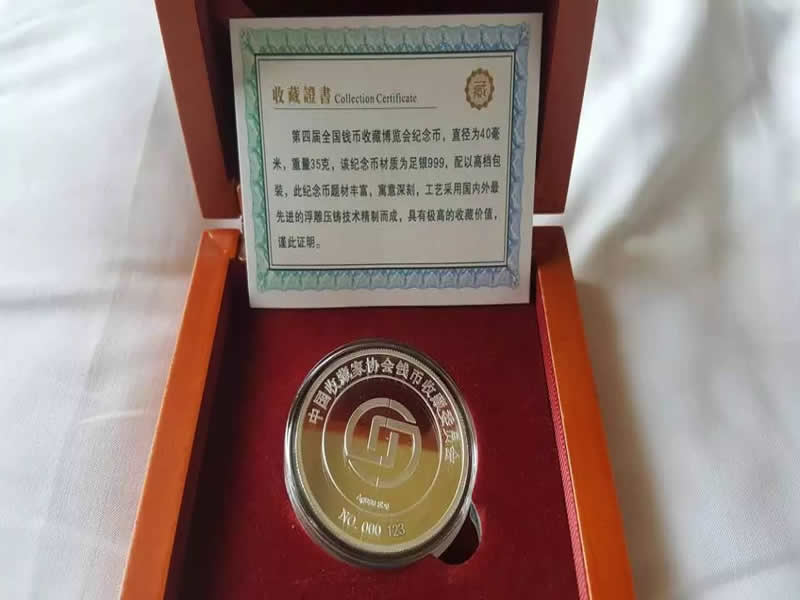 收藏證書 Collection Certificate
第四届全国钱币收藏博览会纪念币，直径为40毫
米，重量35克，该纪念币材质为足银999，配以高档包
装，此纪念币题材丰富，寓意深刻，工艺采用国内外最
先进的浮雕压铸技术精制而成，具有极高的收藏价值，
谨此证明。
中国收藏家协会钱币收藏委员会
NO. 000 123